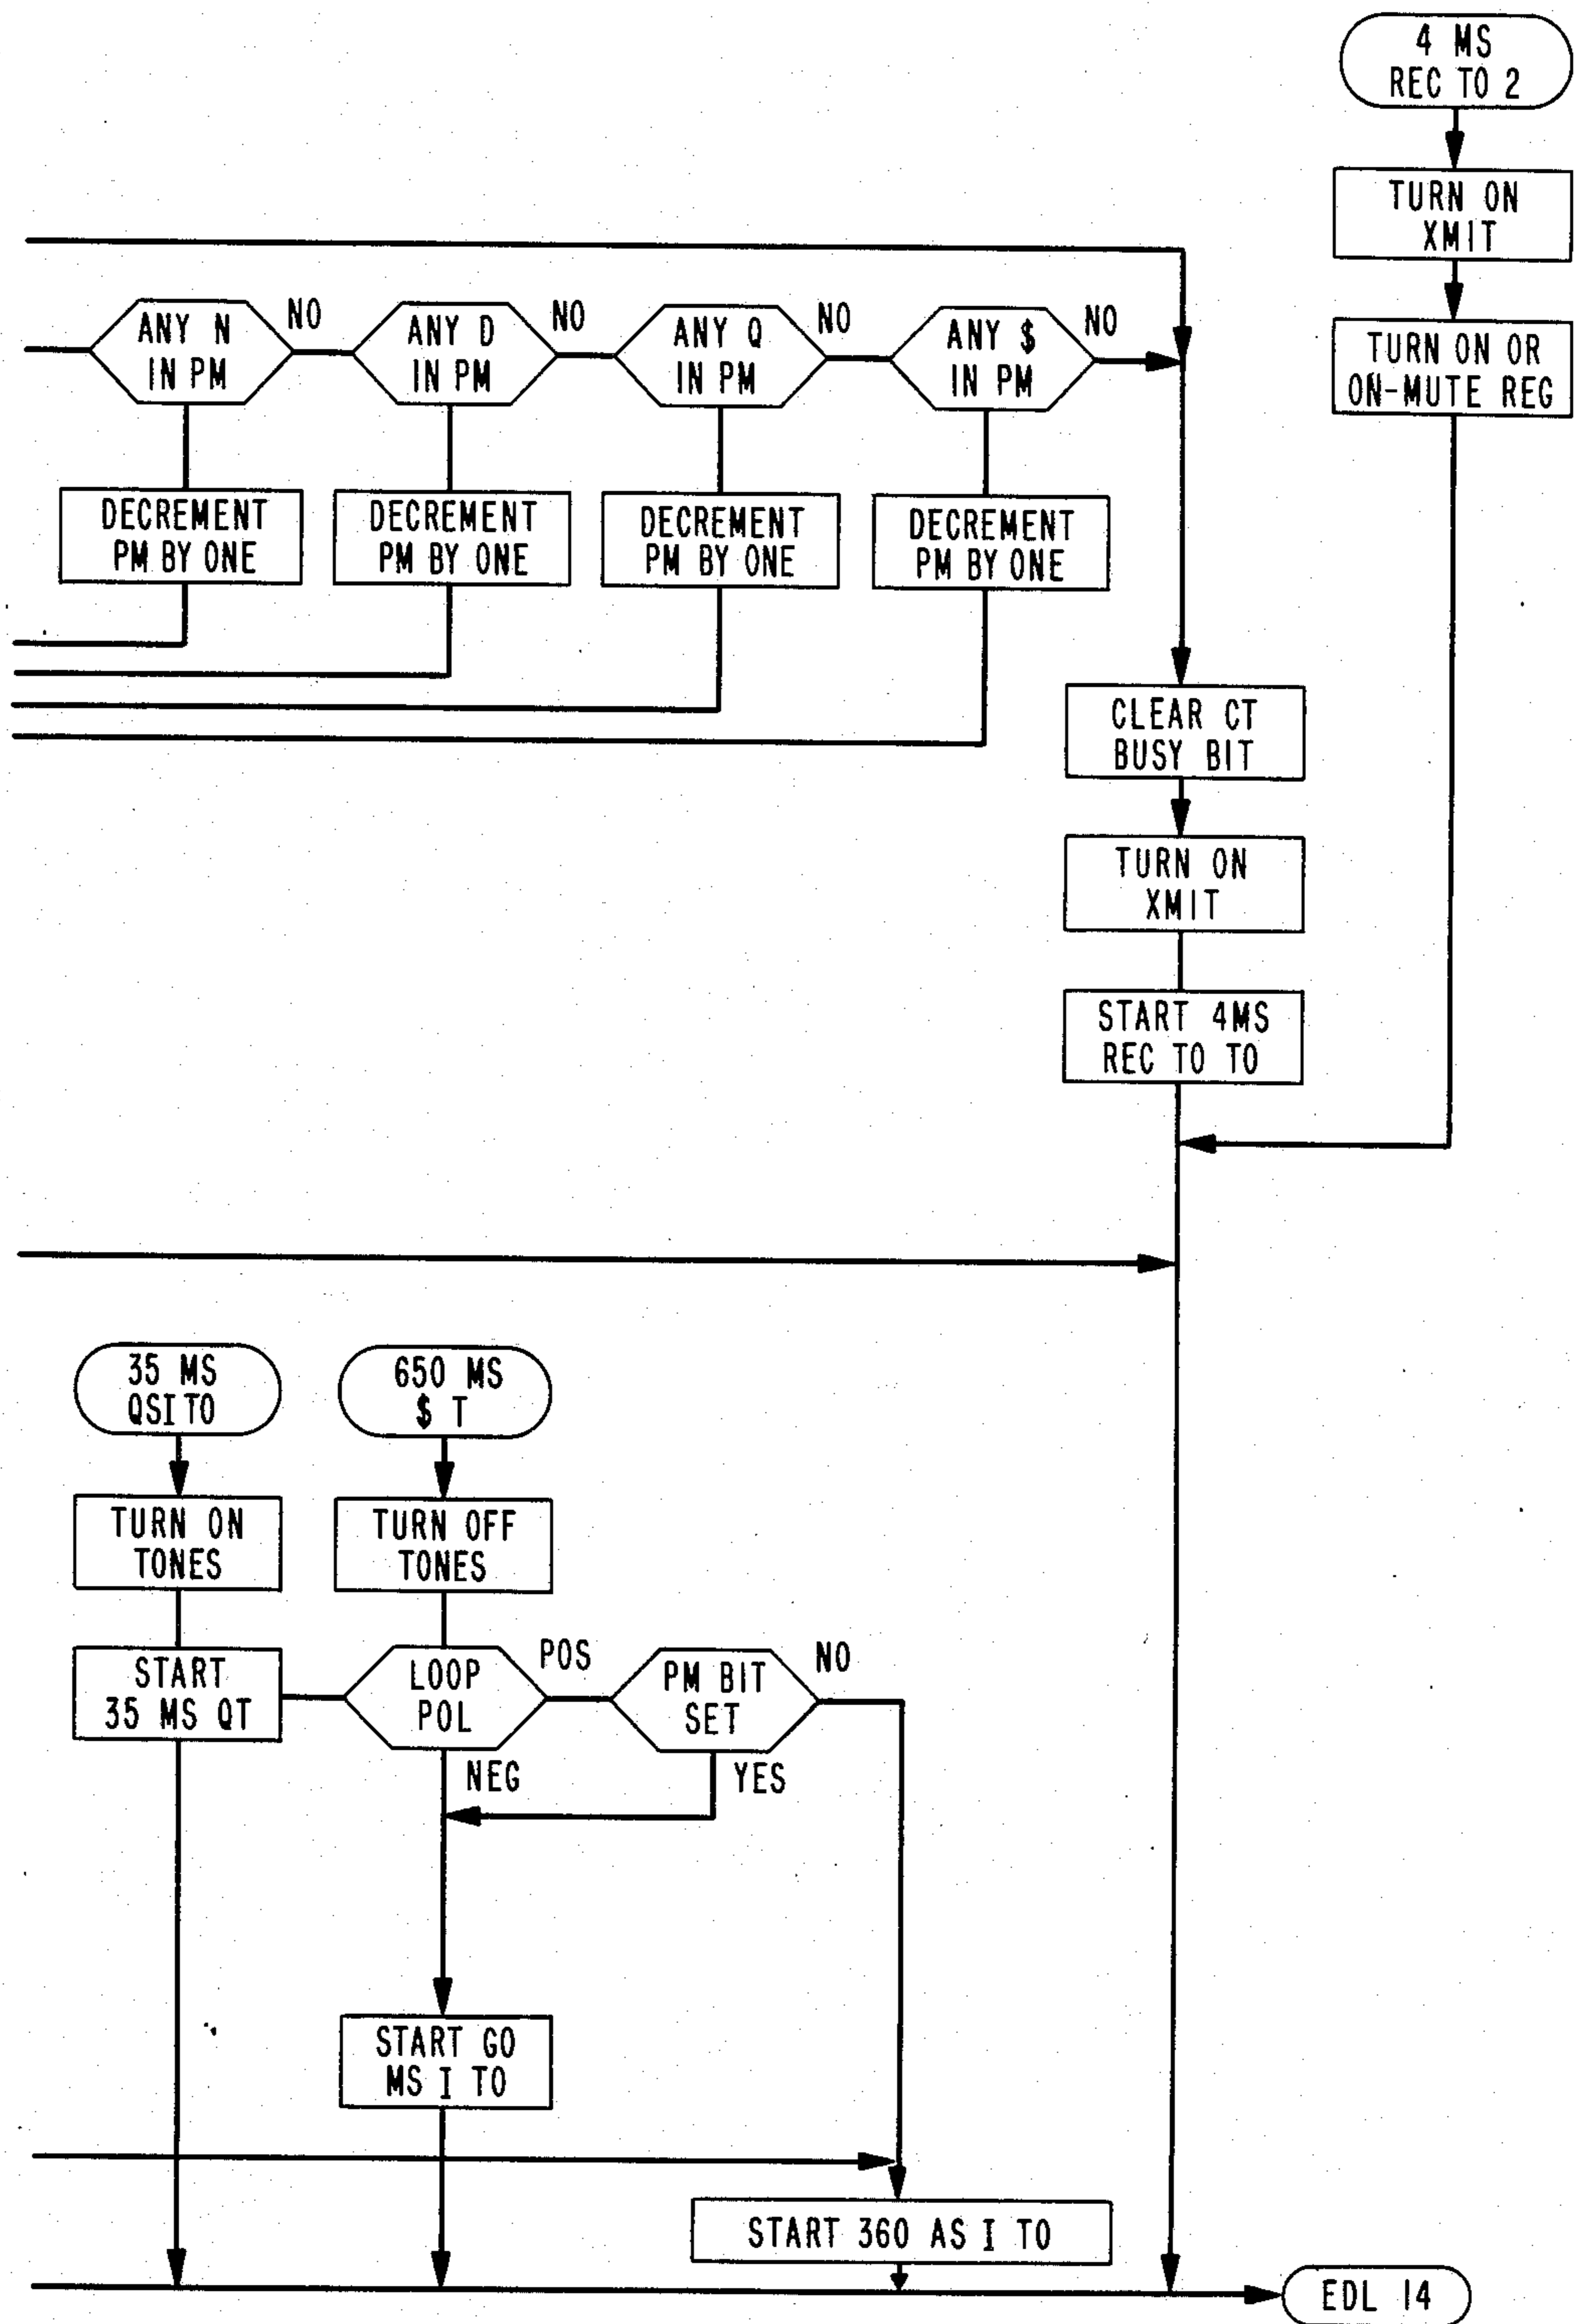 4 MS
REC TO 2
TURN ON
XMIT
TURN ON OR
ON-MUTE REG
ANY N
IN PM
NO
ANY D
IN PM
NO
ANY Q
IN PM
NO
ANY $
IN PM
NO
DECREMENT
PM BY ONE
DECREMENT
PM BY ONE
DECREMENT
PM BY ONE
DECREMENT
PM BY ONE
CLEAR CT
BUSY BIT
TURN ON
XMIT
START 4MS
REC TO TO
35 MS
QSI TO
650 MS
$ T
TURN ON
TONES
TURN OFF
TONES
START
35 MS QT
LOOP
POL
POS
PM BIT
SET
NO
NEG
YES
START GO
MS I TO
START 360 AS I TO
EDL 14